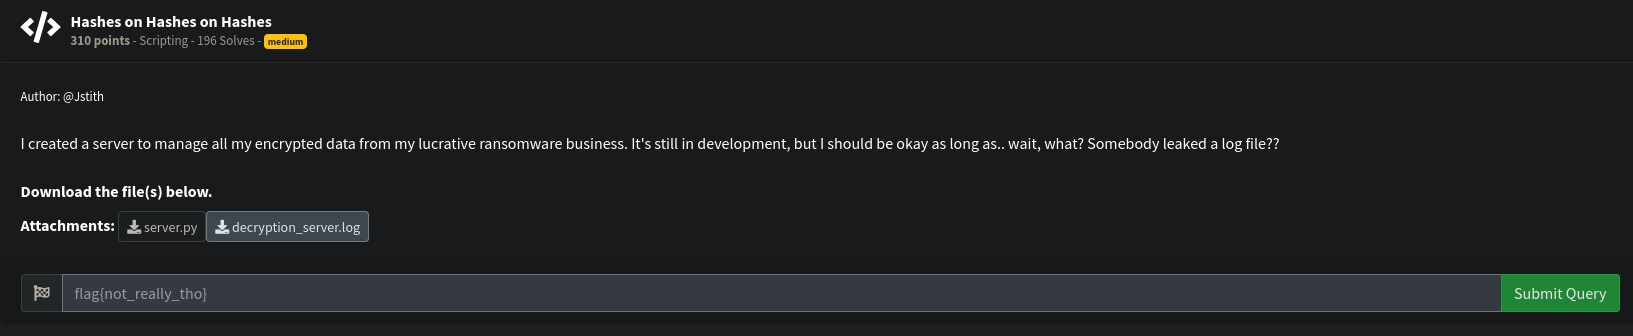 Hashes on Hashes on Hashes
310 points - Scripting - 196 Solves - medium
Author: @Jstith
I created a server to manage all my encrypted data from my lucrative ransomware business. It's still in development, but I should be okay as long as.. wait, what? Somebody leaked a log file??
Download the file(s) below.
Attachments: server.py decryption_server.log
flag{not_really_tho} Submit Query